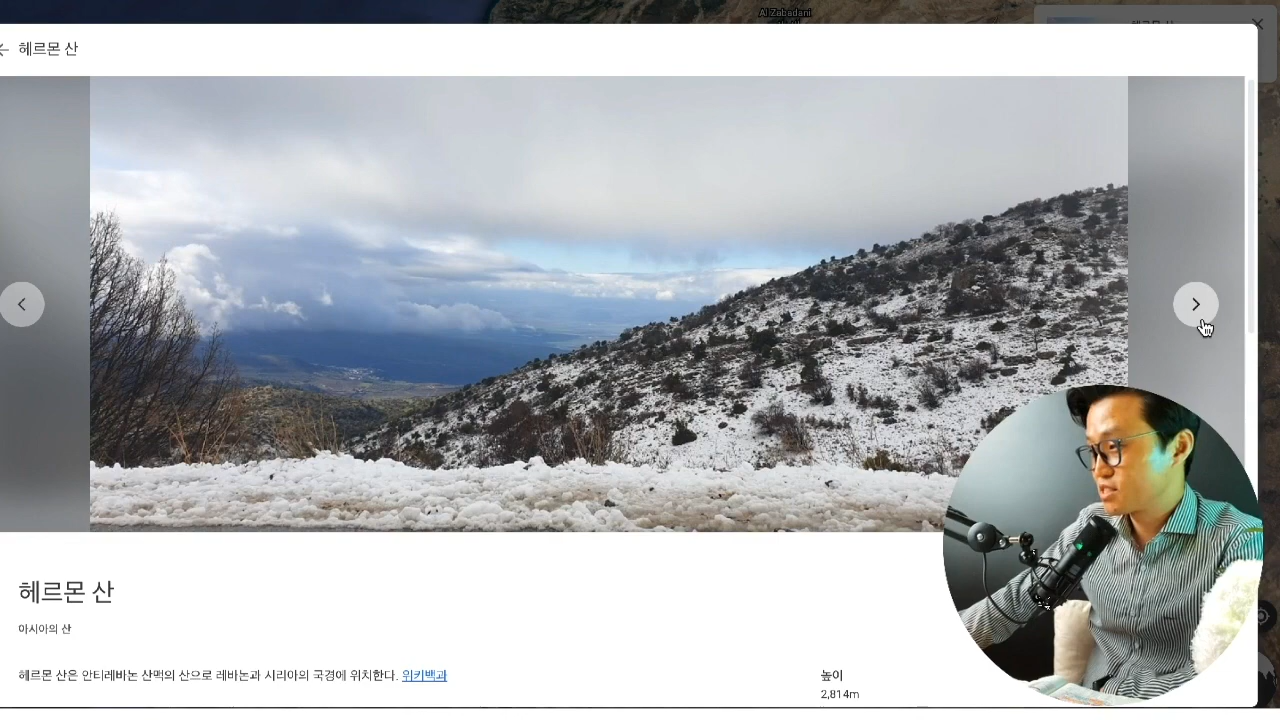 Al Zabadani
헤르몬 산
헤르몬 산
아시아의 산
헤르몬 산은 안티레바논 산맥의 산으로 레바논과 시리아의 국경에 위치한다. 위키백과
높이
2,814m